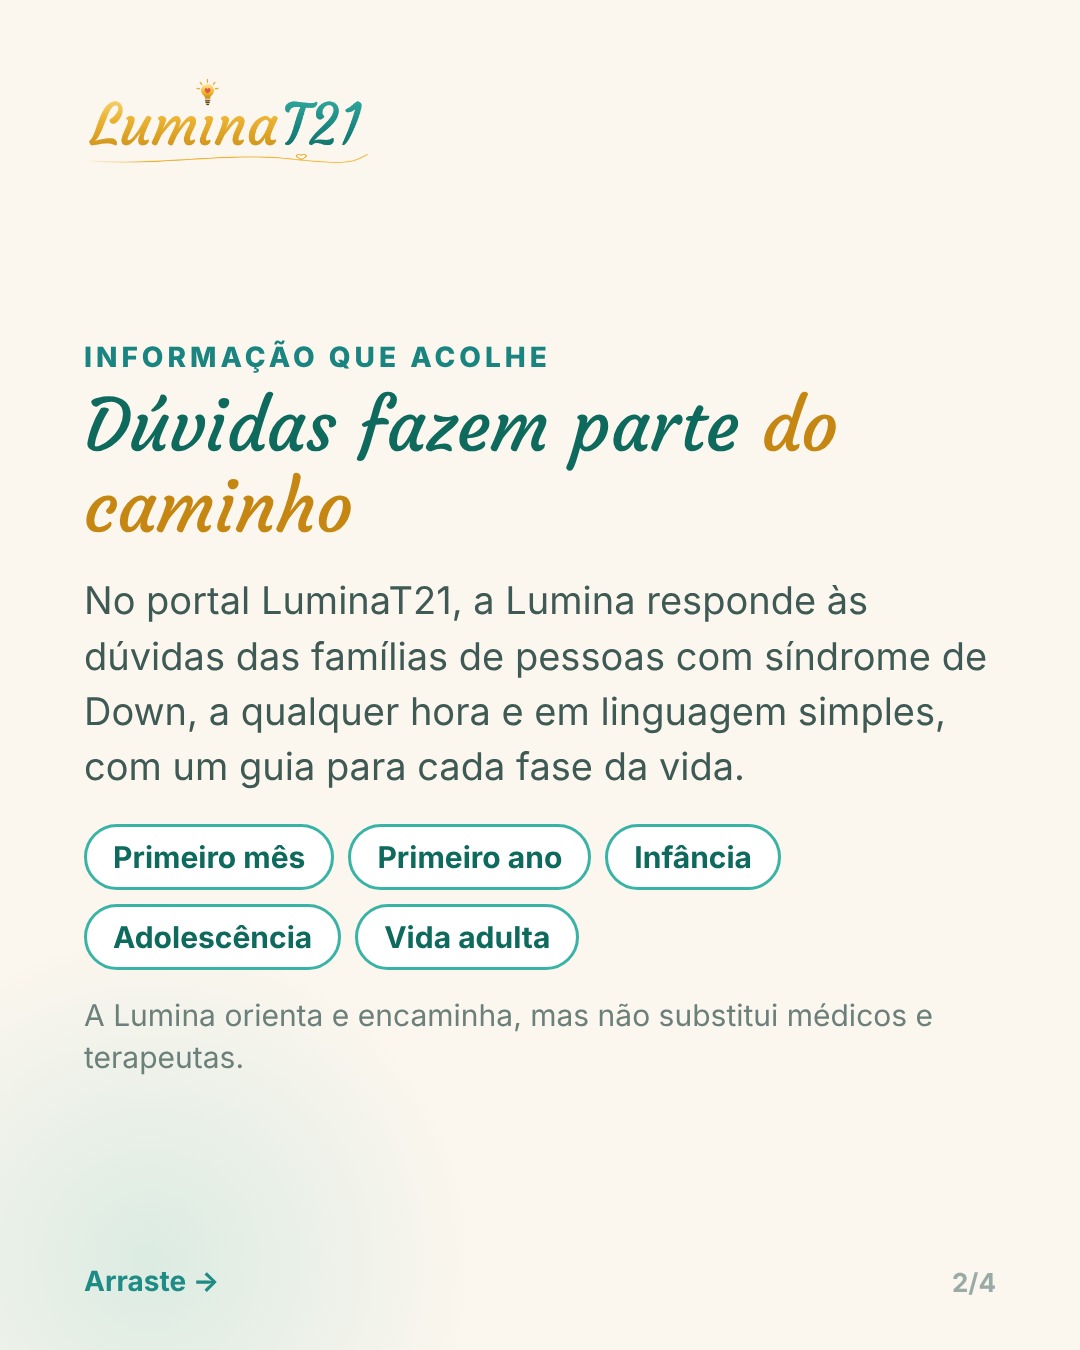 LuminaT21
INFORMAÇÃO QUE ACOLHE
Dúvidas fazem parte do
caminho
No portal LuminaT21, a Lumina responde às
dúvidas das famílias de pessoas com síndrome de
Down, a qualquer hora e em linguagem simples,
com um guia para cada fase da vida.
Primeiro mês Primeiro ano Infância
Adolescência Vida adulta
A Lumina orienta e encaminha, mas não substitui médicos e
terapeutas.
Arraste → 2/4